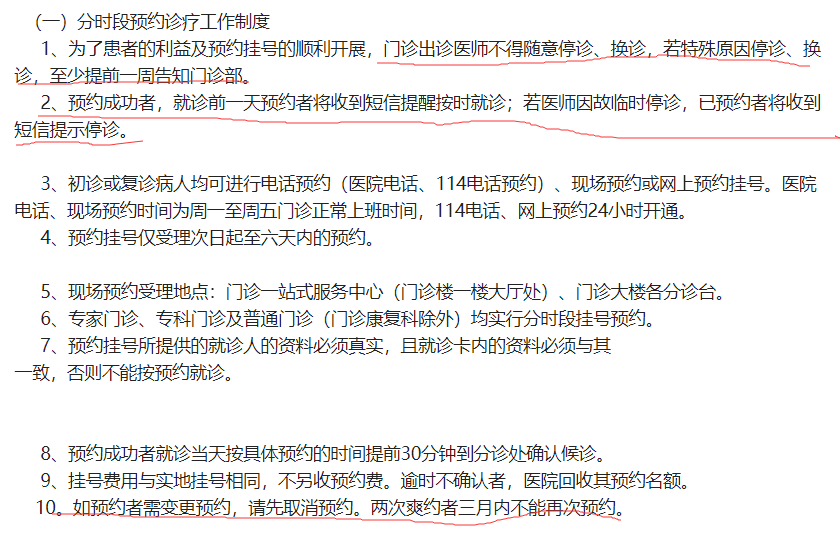 （一）分时段预约诊疗工作制度
1、为了患者的利益及预约挂号的顺利开展，门诊出诊医师不得随意停诊、换诊，若特殊原因停诊、换
诊，至少提前一周告知门诊部。
2、预约成功者，就诊前一天预约者将收到短信提醒按时就诊；若医师因故临时停诊，已预约者将收到
短信提示停诊。
3、初诊或复诊病人均可进行电话预约（医院电话、114电话预约）、现场预约或网上预约挂号。医院
电话、现场预约时间为周一至周五门诊正常上班时间，114电话、网上预约24小时开通。
4、预约挂号仅受理次日起至六天内的预约。
5、现场预约受理地点：门诊一站式服务中心（门诊楼一楼大厅处）、门诊大楼各分诊台。
6、专家门诊、专科门诊及普通门诊（门诊康复科除外）均实行分时段挂号预约。
7、预约挂号所提供的就诊人的资料必须真实，且就诊卡内的资料必须与其
一致，否则不能按预约就诊。
8、预约成功者就诊当天按具体预约的时间提前30分钟到分诊处确认候诊。
9、挂号费用与实地挂号相同，不另收预约费。逾时不确认者，医院回收其预约名额。
10。如预约者需变更预约，请先取消预约。两次爽约者三月内不能再次预约。